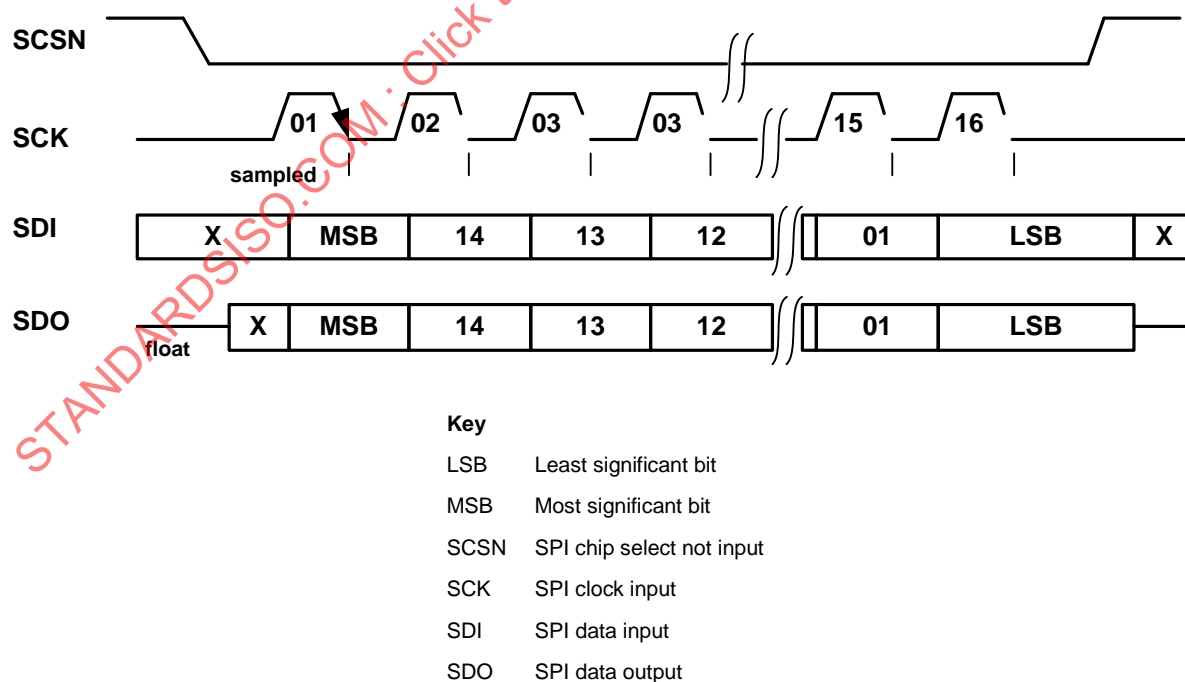 SCSN
SCK 01 02 03 03 15 16
sampled
SDI X MSB 14 13 12 01 LSB X
SDO X MSB 14 13 12 01 LSB
float
Key
LSB Least significant bit
MSB Most significant bit
SCSN SPI chip select not input
SCK SPI clock input
SDI SPI data input
SDO SPI data output
STANDARDSISO.COM : Click